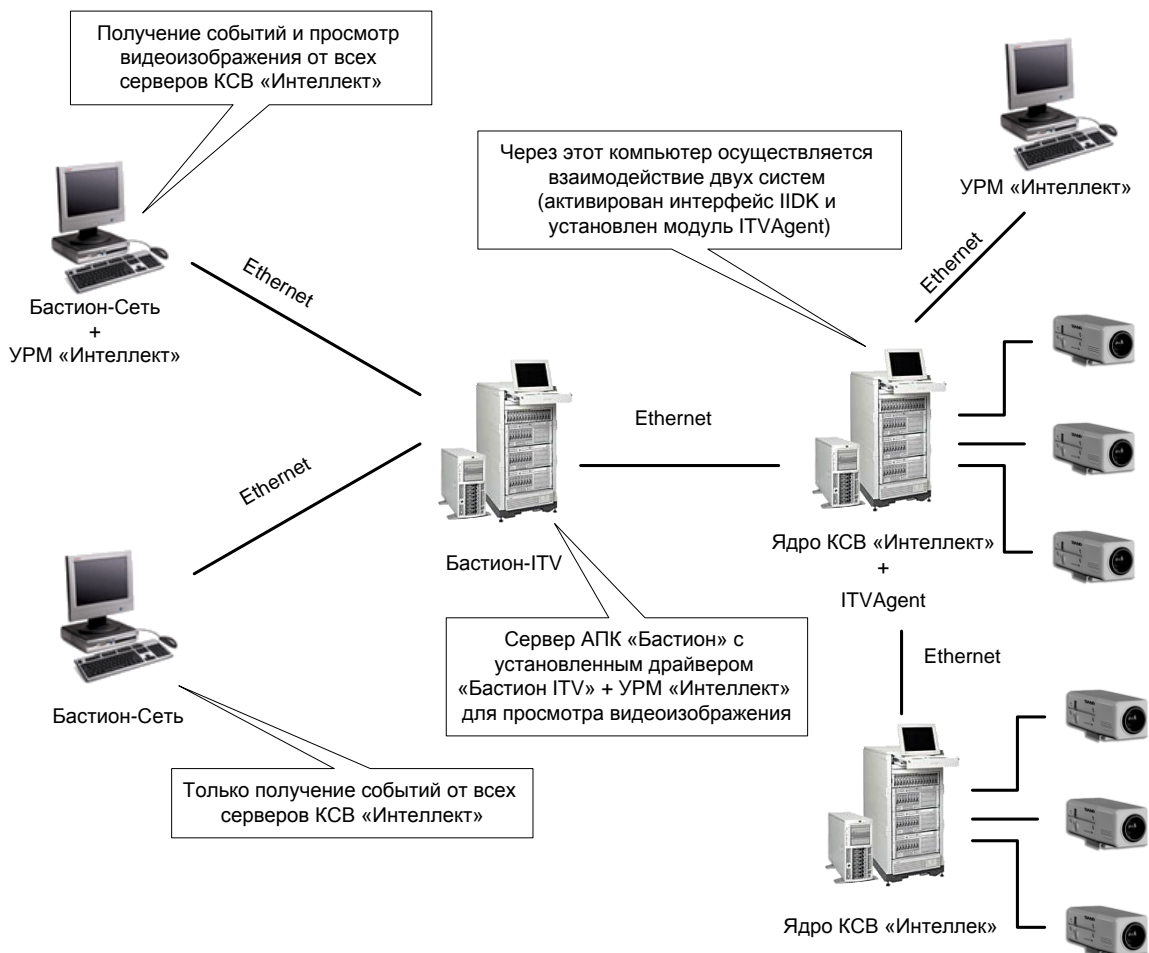 Получение событий и просмотр
видеоизображения от всех
серверов КСВ «Интеллект»
Через этот компьютер осуществляется
взаимодействие двух систем
(активирован интерфейс IIDK и
установлен модуль ITVAgent)
УРМ «Интеллект»
Ethernet
Ethernet
Бастион-Сеть
+
УРМ «Интеллект»
Ethernet
Ethernet
Бастион-ITV
Ядро КСВ «Интеллект»
+
ITVAgent
Сервер АПК «Бастион» с
установленным драйвером
«Бастион ITV» + УРМ «Интеллект»
для просмотра видеоизображения
Ethernet
Бастион-Сеть
Только получение событий от всех
серверов КСВ «Интеллект»
Ядро КСВ «Интеллек»